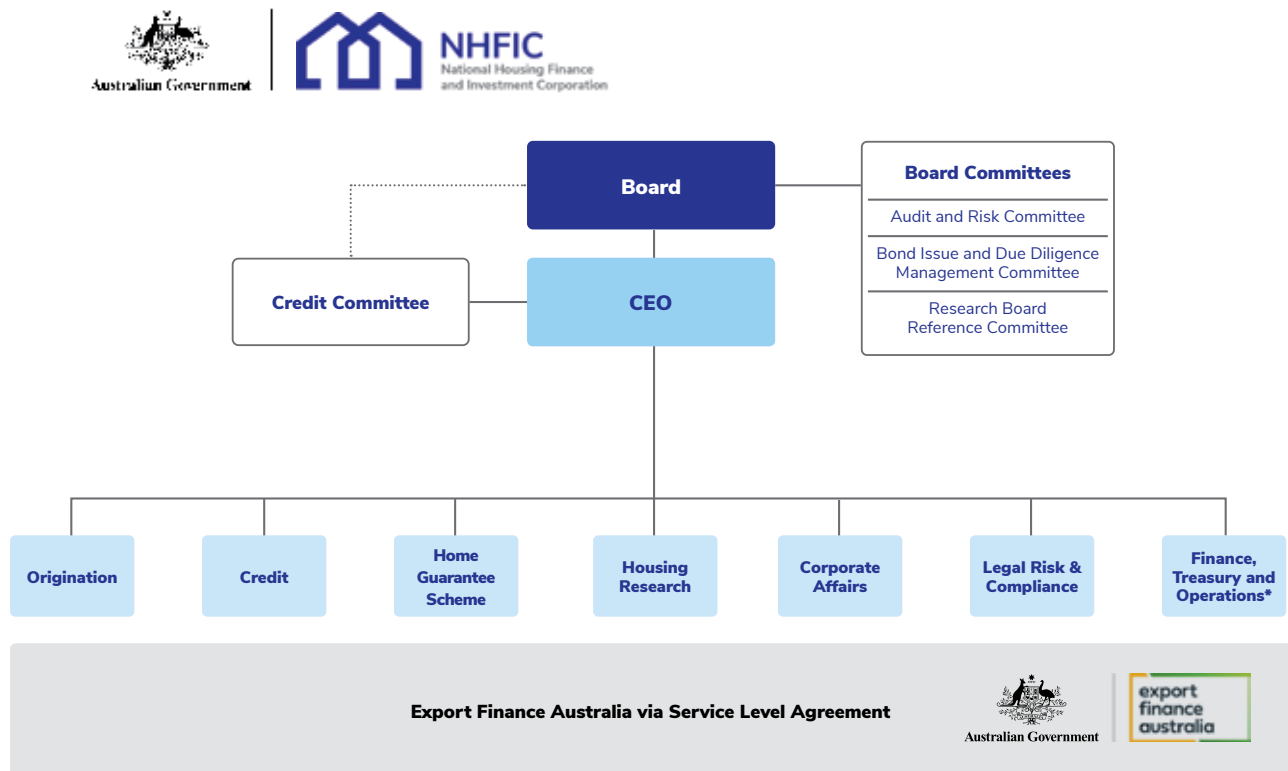 Australian Government
NHFIC
National Housing Finance
and Investment Corporation
Board
Board Committees
Audit and Risk Committee
Bond Issue and Due Diligence
Management Committee
Research Board
Reference Committee
Credit Committee
CEO
Origination
Credit
Home
Guarantee
Scheme
Housing
Research
Corporate
Affairs
Legal Risk &
Compliance
Finance,
Treasury and
Operations*
Export Finance Australia via Service Level Agreement
Australian Government
export
finance
australia